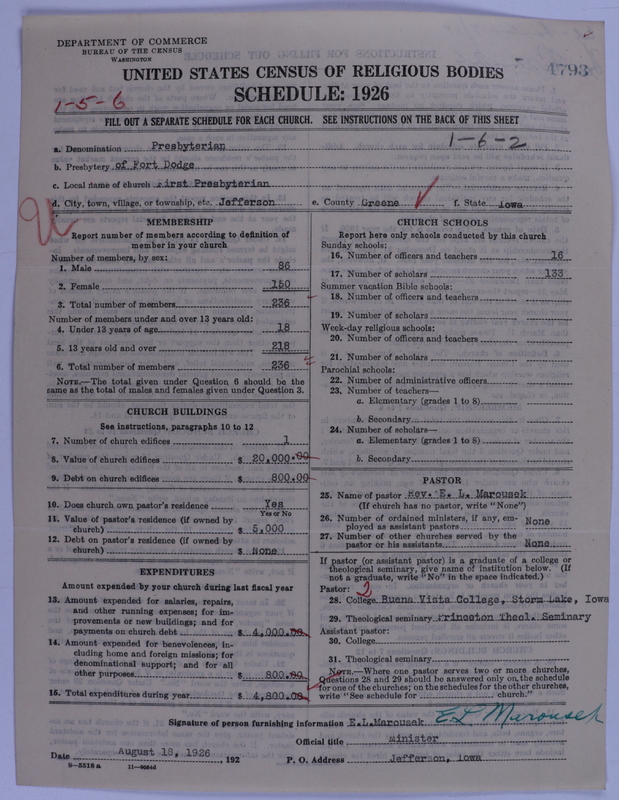 DEPARTMENT OF COMMERCE
BUREAU OF THE CENSUS
WASHINGTON
UNITED STATES CENSUS OF RELIGIOUS BODIES
4793
SCHEDULE: 1926
1-5-6
FILL OUT A SEPARATE SCHEDULE FOR EACH CHURCH. SEE INSTRUCTIONS ON THE BACK OF THIS SHEET
1-6-2
a. Denomination Presbyterian
b. Presbytery of Fort Dodge
c. Local name of church First Presbyterian
d. City, town, village, or township, etc. Jefferson e. County Greene f. State Iowa
MEMBERSHIP
Report number of members according to definition of
member in your church
Number of members, by sex:
1. Male 86
2. Female 150
3. Total number of members 236
Number of members under and over 13 years old:
4. Under 13 years of age 18
5. 13 years old and over 218
6. Total number of members 236
NOTE.—The total given under Question 6 should be the
same as the total of males and females given under Question 3.
CHURCH BUILDINGS
See instructions, paragraphs 10 to 12
7. Number of church edifices 1
8. Value of church edifices $ 20,000.00
9. Debt on church edifices $ 800.00
10. Does church own pastor's residence Yes
Yes or No
11. Value of pastor's residence (if owned by
church) $ 5,000
12. Debt on pastor's residence (if owned by
church) $ None
EXPENDITURES
Amount expended by your church during last fiscal year
13. Amount expended for salaries, repairs,
and other running expenses; for im-
provements or new buildings; and for
payments on church debt $ 4,000.00
14. Amount expended for benevolences, in-
cluding home and foreign missions; for
denominational support; and for all
other purposes $ 800.00
15. Total expenditures during year $ 4,800.00
CHURCH SCHOOLS
Report here only schools conducted by this church
Sunday schools:
16. Number of officers and teachers 16
17. Number of scholars 133
Summer vacation Bible schools:
18. Number of officers and teachers
19. Number of scholars
Week-day religious schools:
20. Number of officers and teachers
21. Number of scholars
Parochial schools:
22. Number of administrative officers
23. Number of teachers—
a. Elementary (grades 1 to 8)
b. Secondary
24. Number of scholars—
a. Elementary (grades 1 to 8)
b. Secondary
PASTOR
25. Name of pastor Rev. E. L. Marousek
(If church has no pastor, write "None")
26. Number of ordained ministers, if any, em-
ployed as assistant pastors None
27. Number of other churches served by the
pastor or his assistants None
If pastor (or assistant pastor) is a graduate of a college or
theological seminary, give name of institution below. (If
not a graduate, write "No" in the space indicated.)
Pastor: 2
28. College Buena Vista College, Storm Lake, Iowa
29. Theological seminary Princeton Theol. Seminary
Assistant pastor:
30. College
31. Theological seminary
NOTE.—Where one pastor serves two or more churches,
Questions 28 and 29 should be answered only on the schedule
for one of the churches; on the schedules for the other churches,
write "See schedule for church."
Signature of person furnishing information E.L.Marousek E L Marousek
Official title Minister
Date August 18, 1926, 192
P. O. Address Jefferson, Iowa
8-5518 a 11-9064d